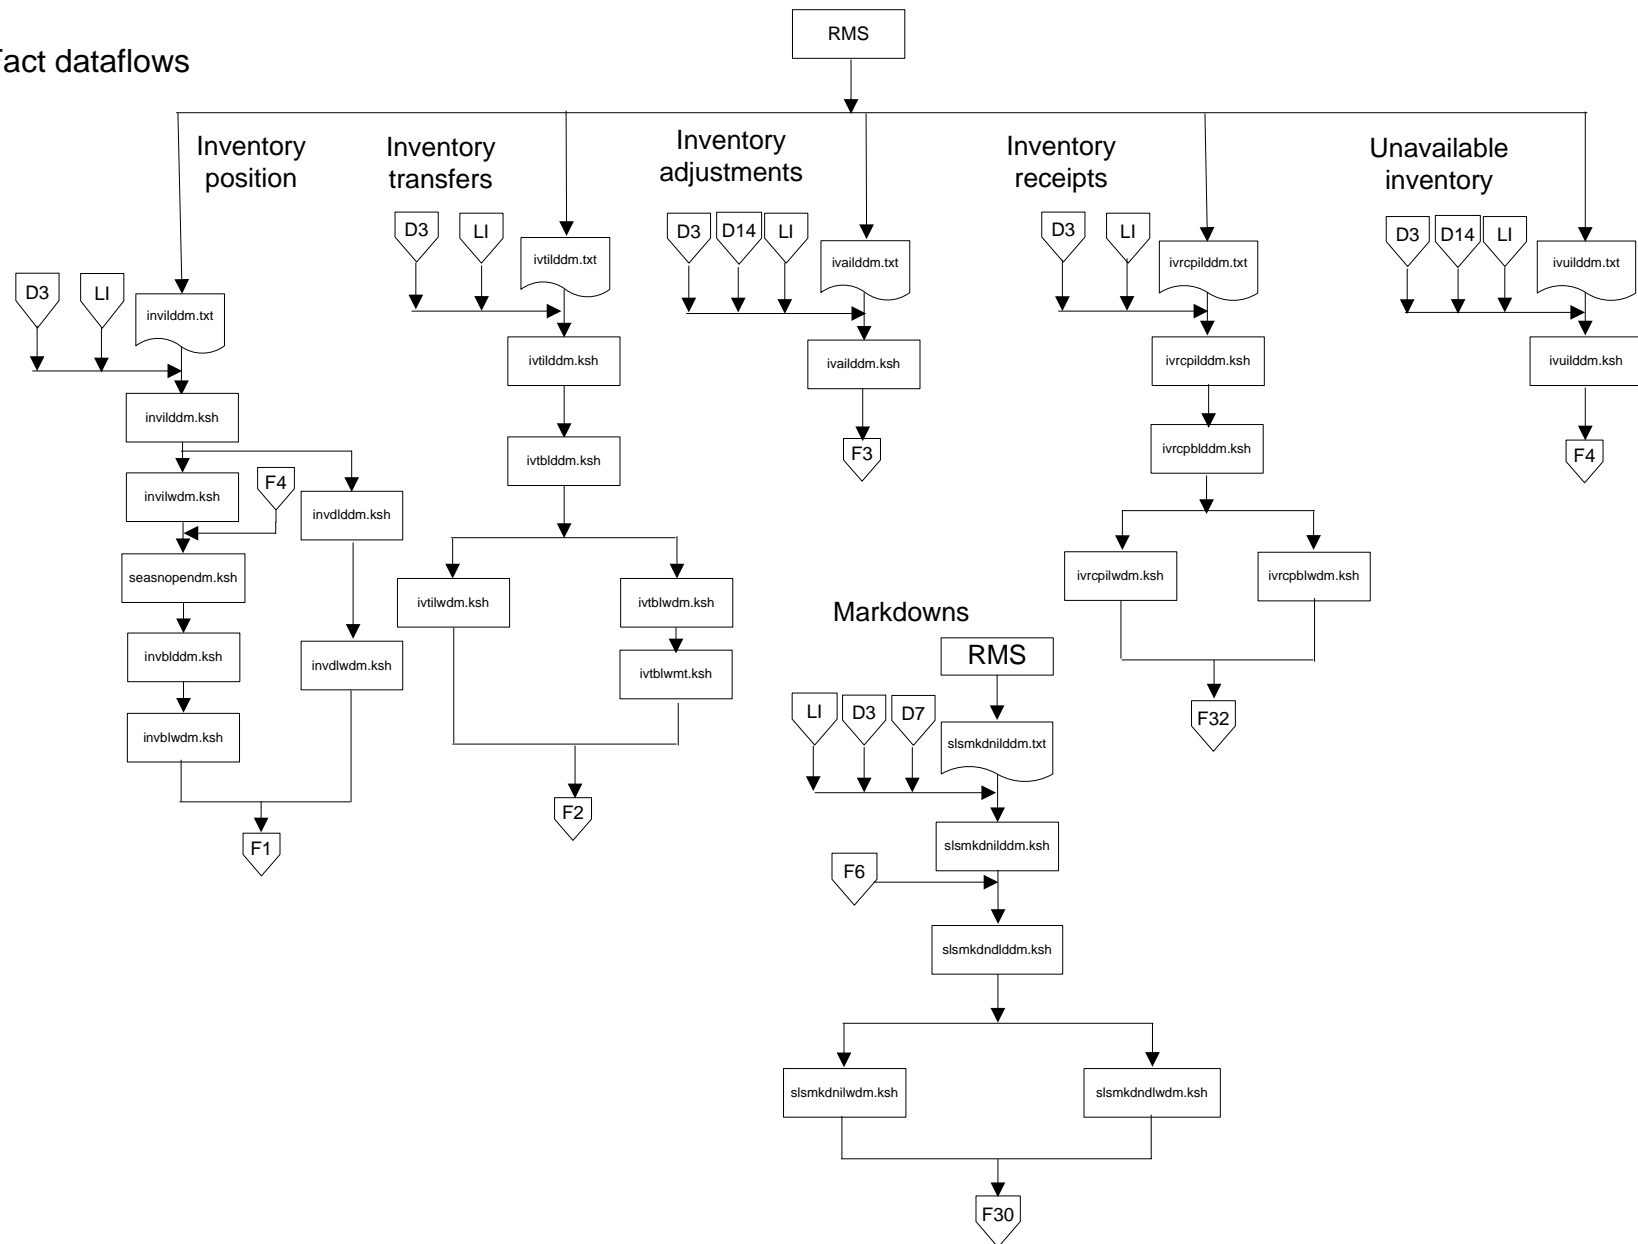 RMS
Fact dataflows
Inventory
position
Inventory
transfers
Inventory
adjustments
Inventory
receipts
Unavailable
inventory
D3
LI
invilddm.txt
invilddm.ksh
invilwdm.ksh
F4
invdlddm.ksh
seasnopendm.ksh
invblddm.ksh
invdlwdm.ksh
invblwdm.ksh
F1
D3
LI
ivtilddm.txt
ivtilddm.ksh
ivtblddm.ksh
ivtilwdm.ksh
ivtblwdm.ksh
ivtblwmt.ksh
F2
D3
D14
LI
ivailddm.txt
ivailddm.ksh
F3
D3
LI
ivrcpilddm.txt
ivrcpilddm.ksh
ivrcpblddm.ksh
ivrcpilwdm.ksh
ivrcpblwdm.ksh
F32
D3
D14
LI
ivuilddm.txt
ivuilddm.ksh
F4
Markdowns
RMS
LI
D3
D7
slsmkdnilddm.txt
slsmkdnilddm.ksh
F6
slsmkdndlddm.ksh
slsmkdnilwdm.ksh
slsmkdndlwdm.ksh
F30